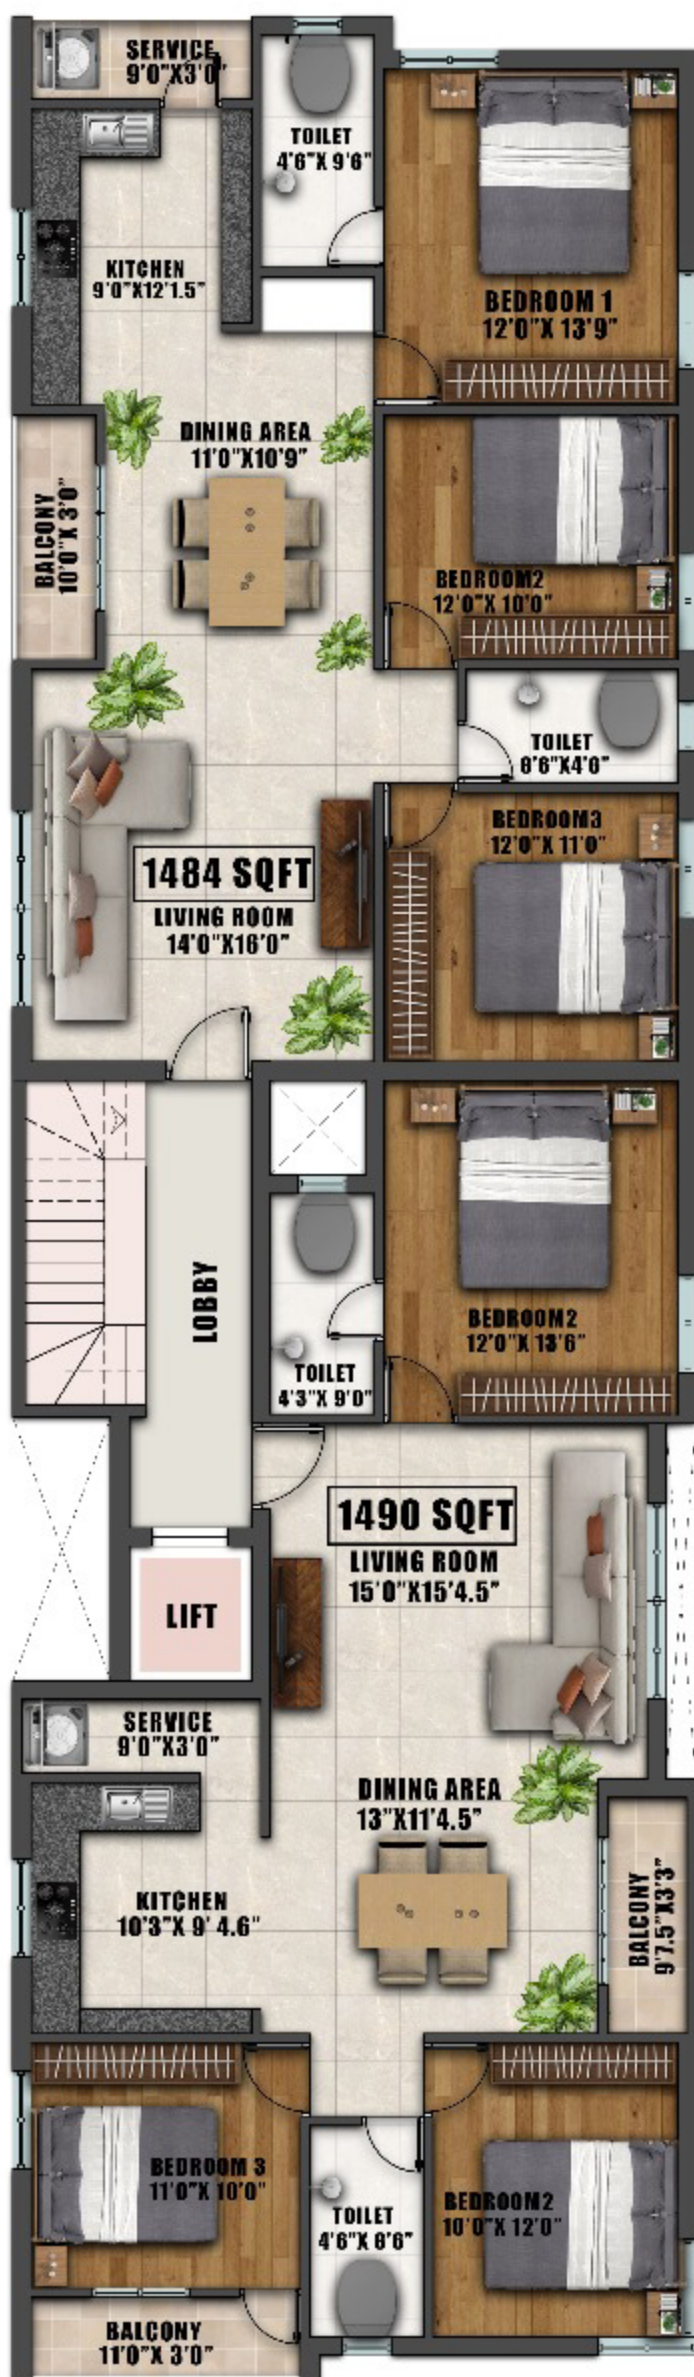 SERVICE
9'0"X3'0"
TOILET
4'6"X 9'6"
KITCHEN
9'0"X12'1.5"
BEDROOM 1
12'0"X 13'9"
DINING AREA
11'0"X10'9"
BALCONY
10'0"X 3'0"
BEDROOM2
12'0"X 10'0"
TOILET
8'6"X4'6"
BEDROOM3
12'0"X 11'0"
1484 SQFT
LIVING ROOM
14'0"X16'0"
LOBBY
BEDROOM2
12'0"X 13'6"
TOILET
4'3"X 9'0"
1490 SQFT
LIVING ROOM
15'0"X15'4.5"
LIFT
SERVICE
9'0"X3'0"
DINING AREA
13"X11'4.5"
KITCHEN
10'3"X 9' 4.6"
BALCONY
9'7.5"X3'3"
BEDROOM 3
11'0"X 10'0"
BEDROOM2
10'0"X 12'0"
TOILET
4'6"X 8'6"
BALCONY
11'0"X 3'0"